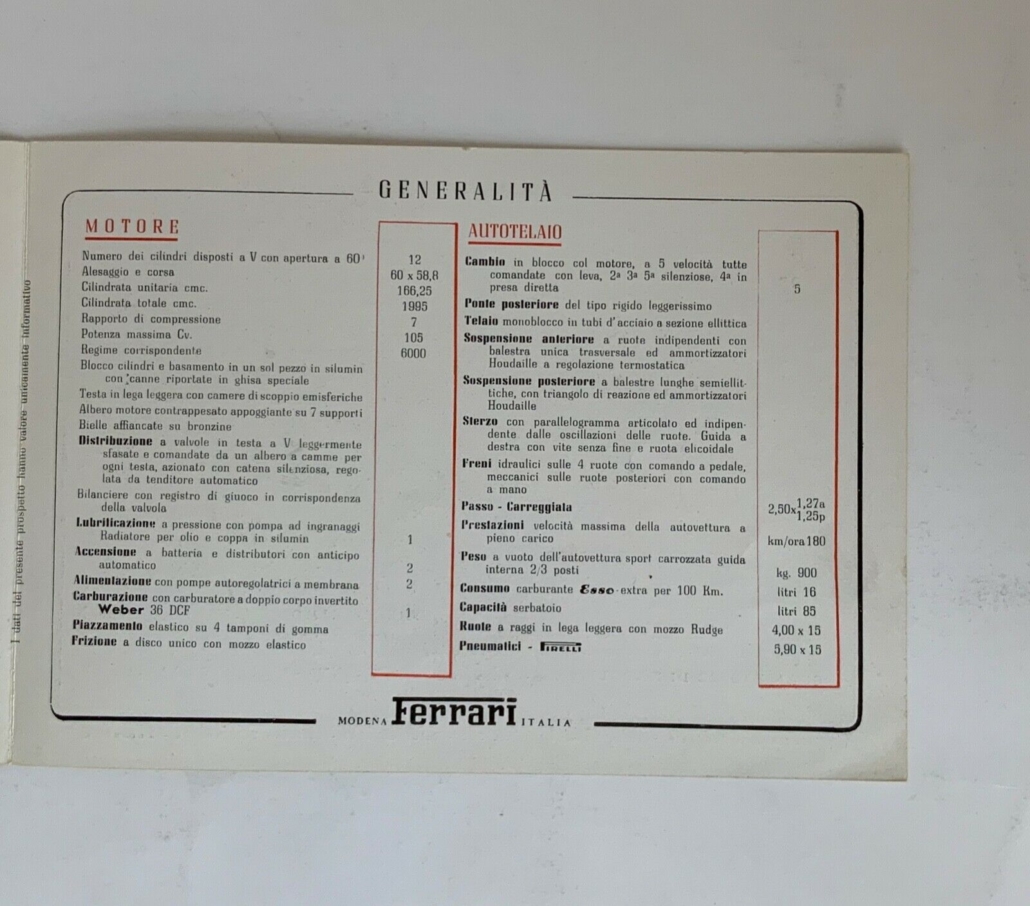 GENERALITÀ
MOTORE
Numero dei cilindri disposti a V con apertura a 60° 12
Alesaggio e corsa 60 x 58,8
Cilindrata unitaria cmc. 166,25
Cilindrata totale cmc. 1995
Rapporto di compressione 7
Potenza massima Cv. 105
Regime corrispondente 6000
Blocco cilindri e basamento in un sol pezzo in silumin
con canne riportate in ghisa speciale
Testa in lega leggera con camere di scoppio emisferiche
Albero motore contrappesato appoggiante su 7 supporti
Bielle affiancate su bronzine
Distribuzione a valvole in testa a V leggermente
sfasate e comandate da un albero a camme per
ogni testa, azionato con catena silenziosa, rego-
lata da tenditore automatico
Bilanciere con registro di giuoco in corrispondenza
della valvola
Lubrificazione a pressione con pompa ad ingranaggi
Radiatore per olio e coppa in silumin 1
Accensione a batteria e distributori con anticipo
automatico 2
Alimentazione con pompe autoregolatrici a membrana 2
Carburazione con carburatore a doppio corpo invertito
Weber 36 DCF 1
Piazzamento elastico su 4 tamponi di gomma
Frizione a disco unico con mozzo elastico
AUTOTELAIO
Cambio in blocco col motore, a 5 velocità tutte
comandate con leva, 2ª 3ª 5ª silenziose, 4ª in
presa diretta 5
Ponte posteriore del tipo rigido leggerissimo
Telaio monoblocco in tubi d'acciaio a sezione ellittica
Sospensione anteriore a ruote indipendenti con
balestra unica trasversale ed ammortizzatori
Houdaille a regolazione termostatica
Sospensione posteriore a balestre lunghe semiellit-
tiche, con triangolo di reazione ed ammortizzatori
Houdaille
Sterzo con parallelogramma articolato ed indipen-
dente dalle oscillazioni delle ruote. Guida a
destra con vite senza fine e ruota elicoidale
Freni idraulici sulle 4 ruote con comando a pedale,
meccanici sulle ruote posteriori con comando
a mano
Passo - Carreggiata 2,50x1,27a
1,25p
Prestazioni velocità massima della autovettura a
pieno carico km/ora 180
Peso a vuoto dell'autovettura sport carrozzata guida
interna 2/3 posti kg. 900
Consumo carburante Esso extra per 100 Km. litri 16
Capacità serbatoio litri 85
Ruote a raggi in lega leggera con mozzo Rudge 4,00 x 15
Pneumatici - PIRELLI 5,90 x 15
MODENA Ferrari ITALIA
I dati del presente prospetto hanno valore unicamente informativo